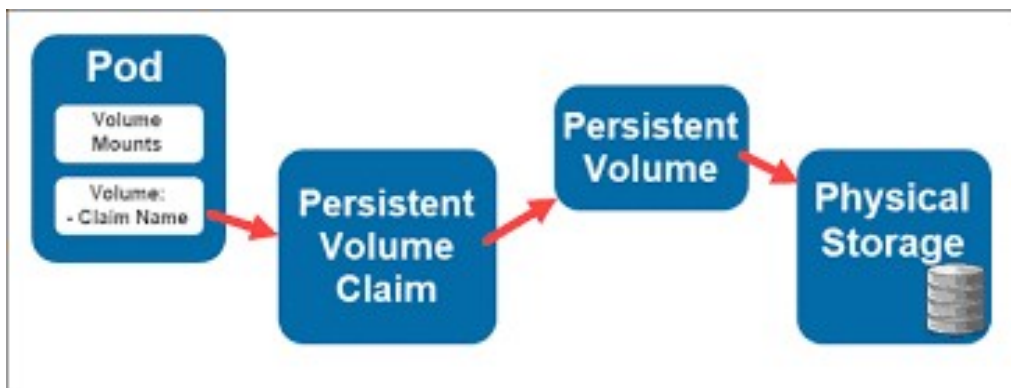 Pod
Volume
Mounts
Volume:
- Claim Name
Persistent
Volume
Claim
Persistent
Volume
Physical
Storage